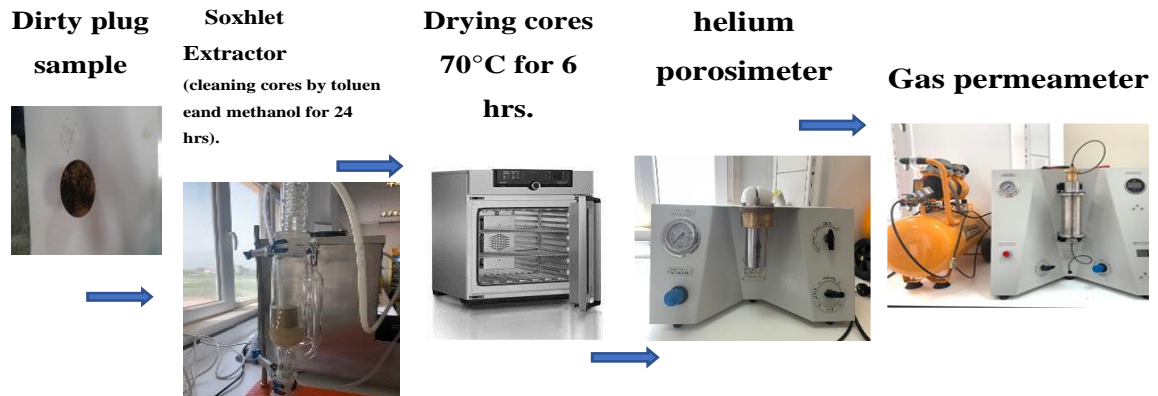 Dirty plug
sample
Soxhlet
Extractor
(cleaning cores by toluen
eand methanol for 24
hrs).
Drying cores
70°C for 6
hrs.
helium
porosimeter
Gas permeameter